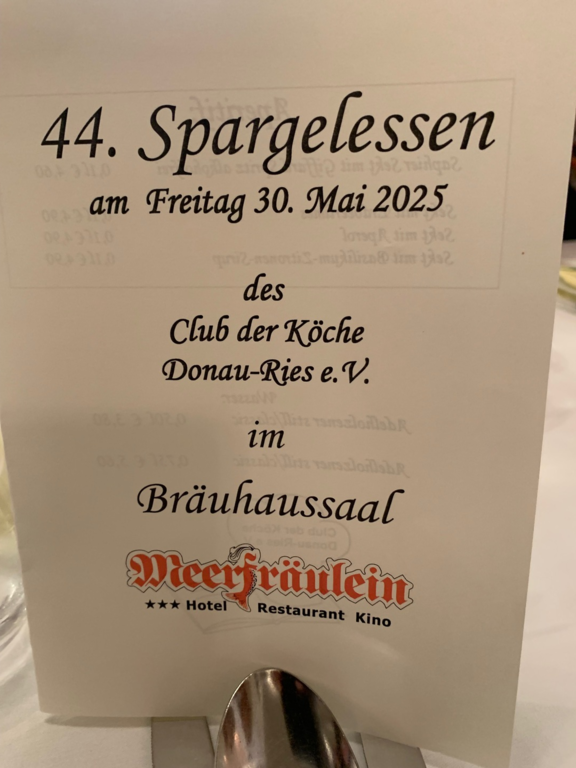 44. Spargelessen
am Freitag 30. Mai 2025
des
Club der Köche
Donau-Ries e.V.
im
Bräuhaussaal
Meerfräulein
★★★ Hotel Restaurant Kino